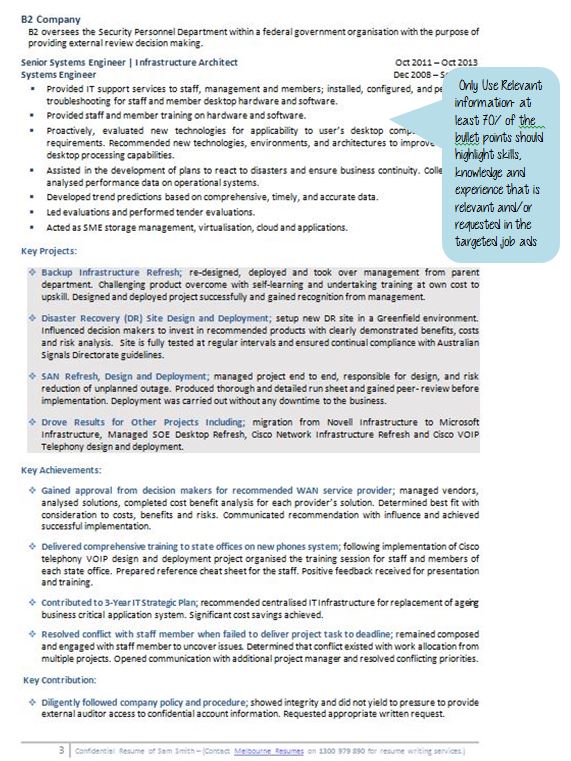 B2 Company
B2 oversees the Security Personnel Department within a federal government organisation with the purpose of
providing external review decision making.
Senior Systems Engineer | Infrastructure Architect Oct 2011 – Oct 2013
Systems Engineer Dec 2008 –
Provided IT support services to staff, management and members; installed, configured, and
troubleshooting for staff and member desktop hardware and software.
Provided staff and member training on hardware and software.
Proactively, evaluated new technologies for applicability to user's desktop
requirements. Recommended new technologies, environments, and architectures to improve
desktop processing capabilities.
Assisted in the development of plans to react to disasters and ensure business continuity.
analysed performance data on operational systems.
Developed trend predictions based on comprehensive, timely, and accurate data.
Led evaluations and performed tender evaluations.
Acted as SME storage management, virtualisation, cloud and applications.
Only Use Relevant
information- at
least 70% of the
bullet points should
highlight skills,
knowledge and
experience that is
relevant and/or
requested in the
targeted job ads
Key Projects:
Backup Infrastructure Refresh; re-designed, deployed and took over management from parent
department. Challenging product overcome with self-learning and undertaking training at own cost to
upskill. Designed and deployed project successfully and gained recognition from management.
Disaster Recovery (DR) Site Design and Deployment; setup new DR site in a Greenfield environment.
Influenced decision makers to invest in recommended products with clearly demonstrated benefits, costs
and risk analysis. Site is fully tested at regular intervals and ensured continual compliance with Australian
Signals Directorate guidelines.
SAN Refresh, Design and Deployment; managed project end to end, responsible for design, and risk
reduction of unplanned outage. Produced thorough and detailed run sheet and gained peer- review before
implementation. Deployment was carried out without any downtime to the business.
Drove Results for Other Projects Including; migration from Novell Infrastructure to Microsoft
Infrastructure, Managed SOE Desktop Refresh, Cisco Network Infrastructure Refresh and Cisco VOIP
Telephony design and deployment.
Key Achievements:
Gained approval from decision makers for recommended WAN service provider; managed vendors,
analysed solutions, completed cost benefit analysis for each provider's solution. Determined best fit with
consideration to costs, benefits and risks. Communicated recommendation with influence and achieved
successful implementation.
Delivered comprehensive training to state offices on new phones system; following implementation of Cisco
telephony VOIP design and deployment project organised the training session for staff and members of
each state office. Prepared reference cheat sheet for the staff. Positive feedback received for presentation
and training.
Contributed to 3-Year IT Strategic Plan; recommended centralised IT Infrastructure for replacement of ageing
business critical application system. Significant cost savings achieved.
Resolved conflict with staff member when failed to deliver project task to deadline; remained composed
and engaged with staff member to uncover issues. Determined that conflict existed with work allocation from
multiple projects. Opened communication with additional project manager and resolved conflicting priorities.
Key Contribution:
Diligently followed company policy and procedure; showed integrity and did not yield to pressure to provide
external auditor access to confidential account information. Requested appropriate written request.
3 Confidential Resume of Sam Smith – (Contact Melbourne Resumes on 1300 979 890 for resume writing services.)